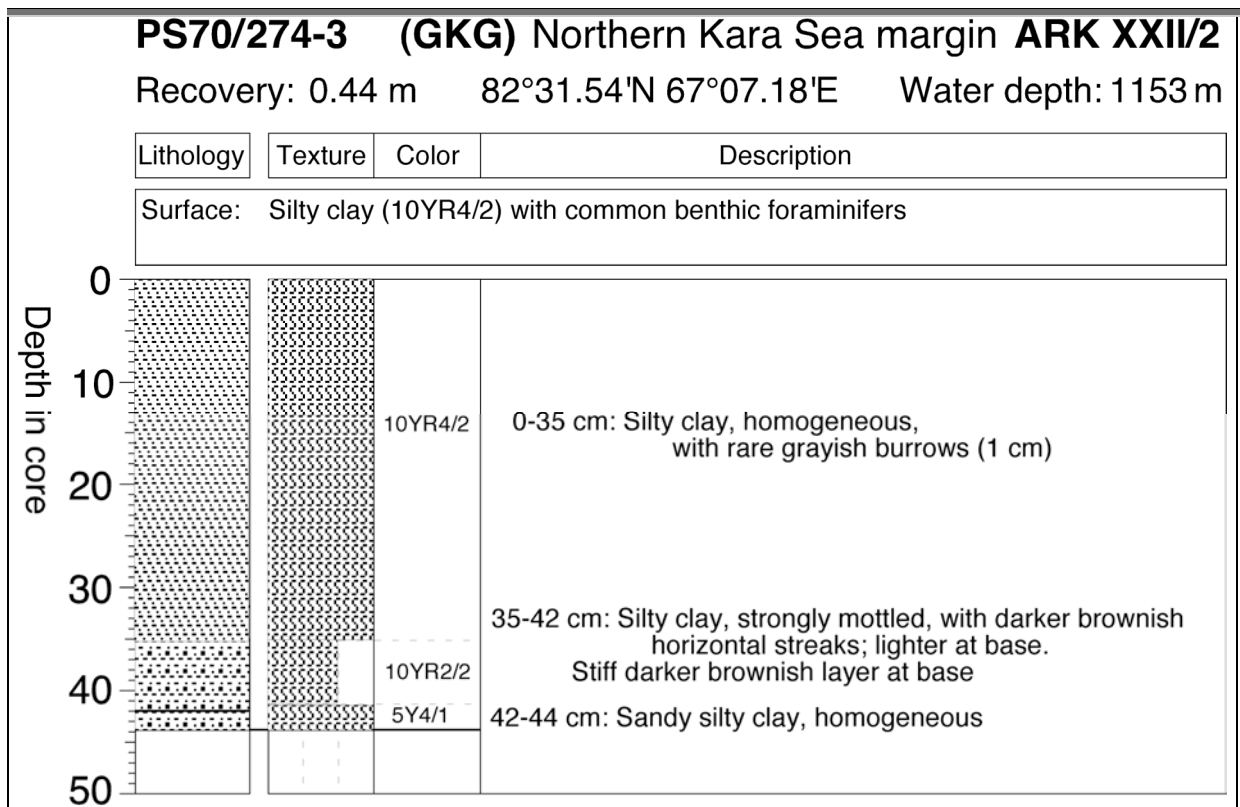 PS70/274-3 (GKG) Northern Kara Sea margin ARK XXII/2
Recovery: 0.44 m 82°31.54'N 67°07.18'E Water depth: 1153 m
Lithology Texture Color Description
Surface: Silty clay (10YR4/2) with common benthic foraminifers
Depth in core
0
10
20
30
40
50
10YR4/2
10YR2/2
5Y4/1
0-35 cm: Silty clay, homogeneous,
with rare grayish burrows (1 cm)
35-42 cm: Silty clay, strongly mottled, with darker brownish
horizontal streaks; lighter at base.
Stiff darker brownish layer at base
42-44 cm: Sandy silty clay, homogeneous